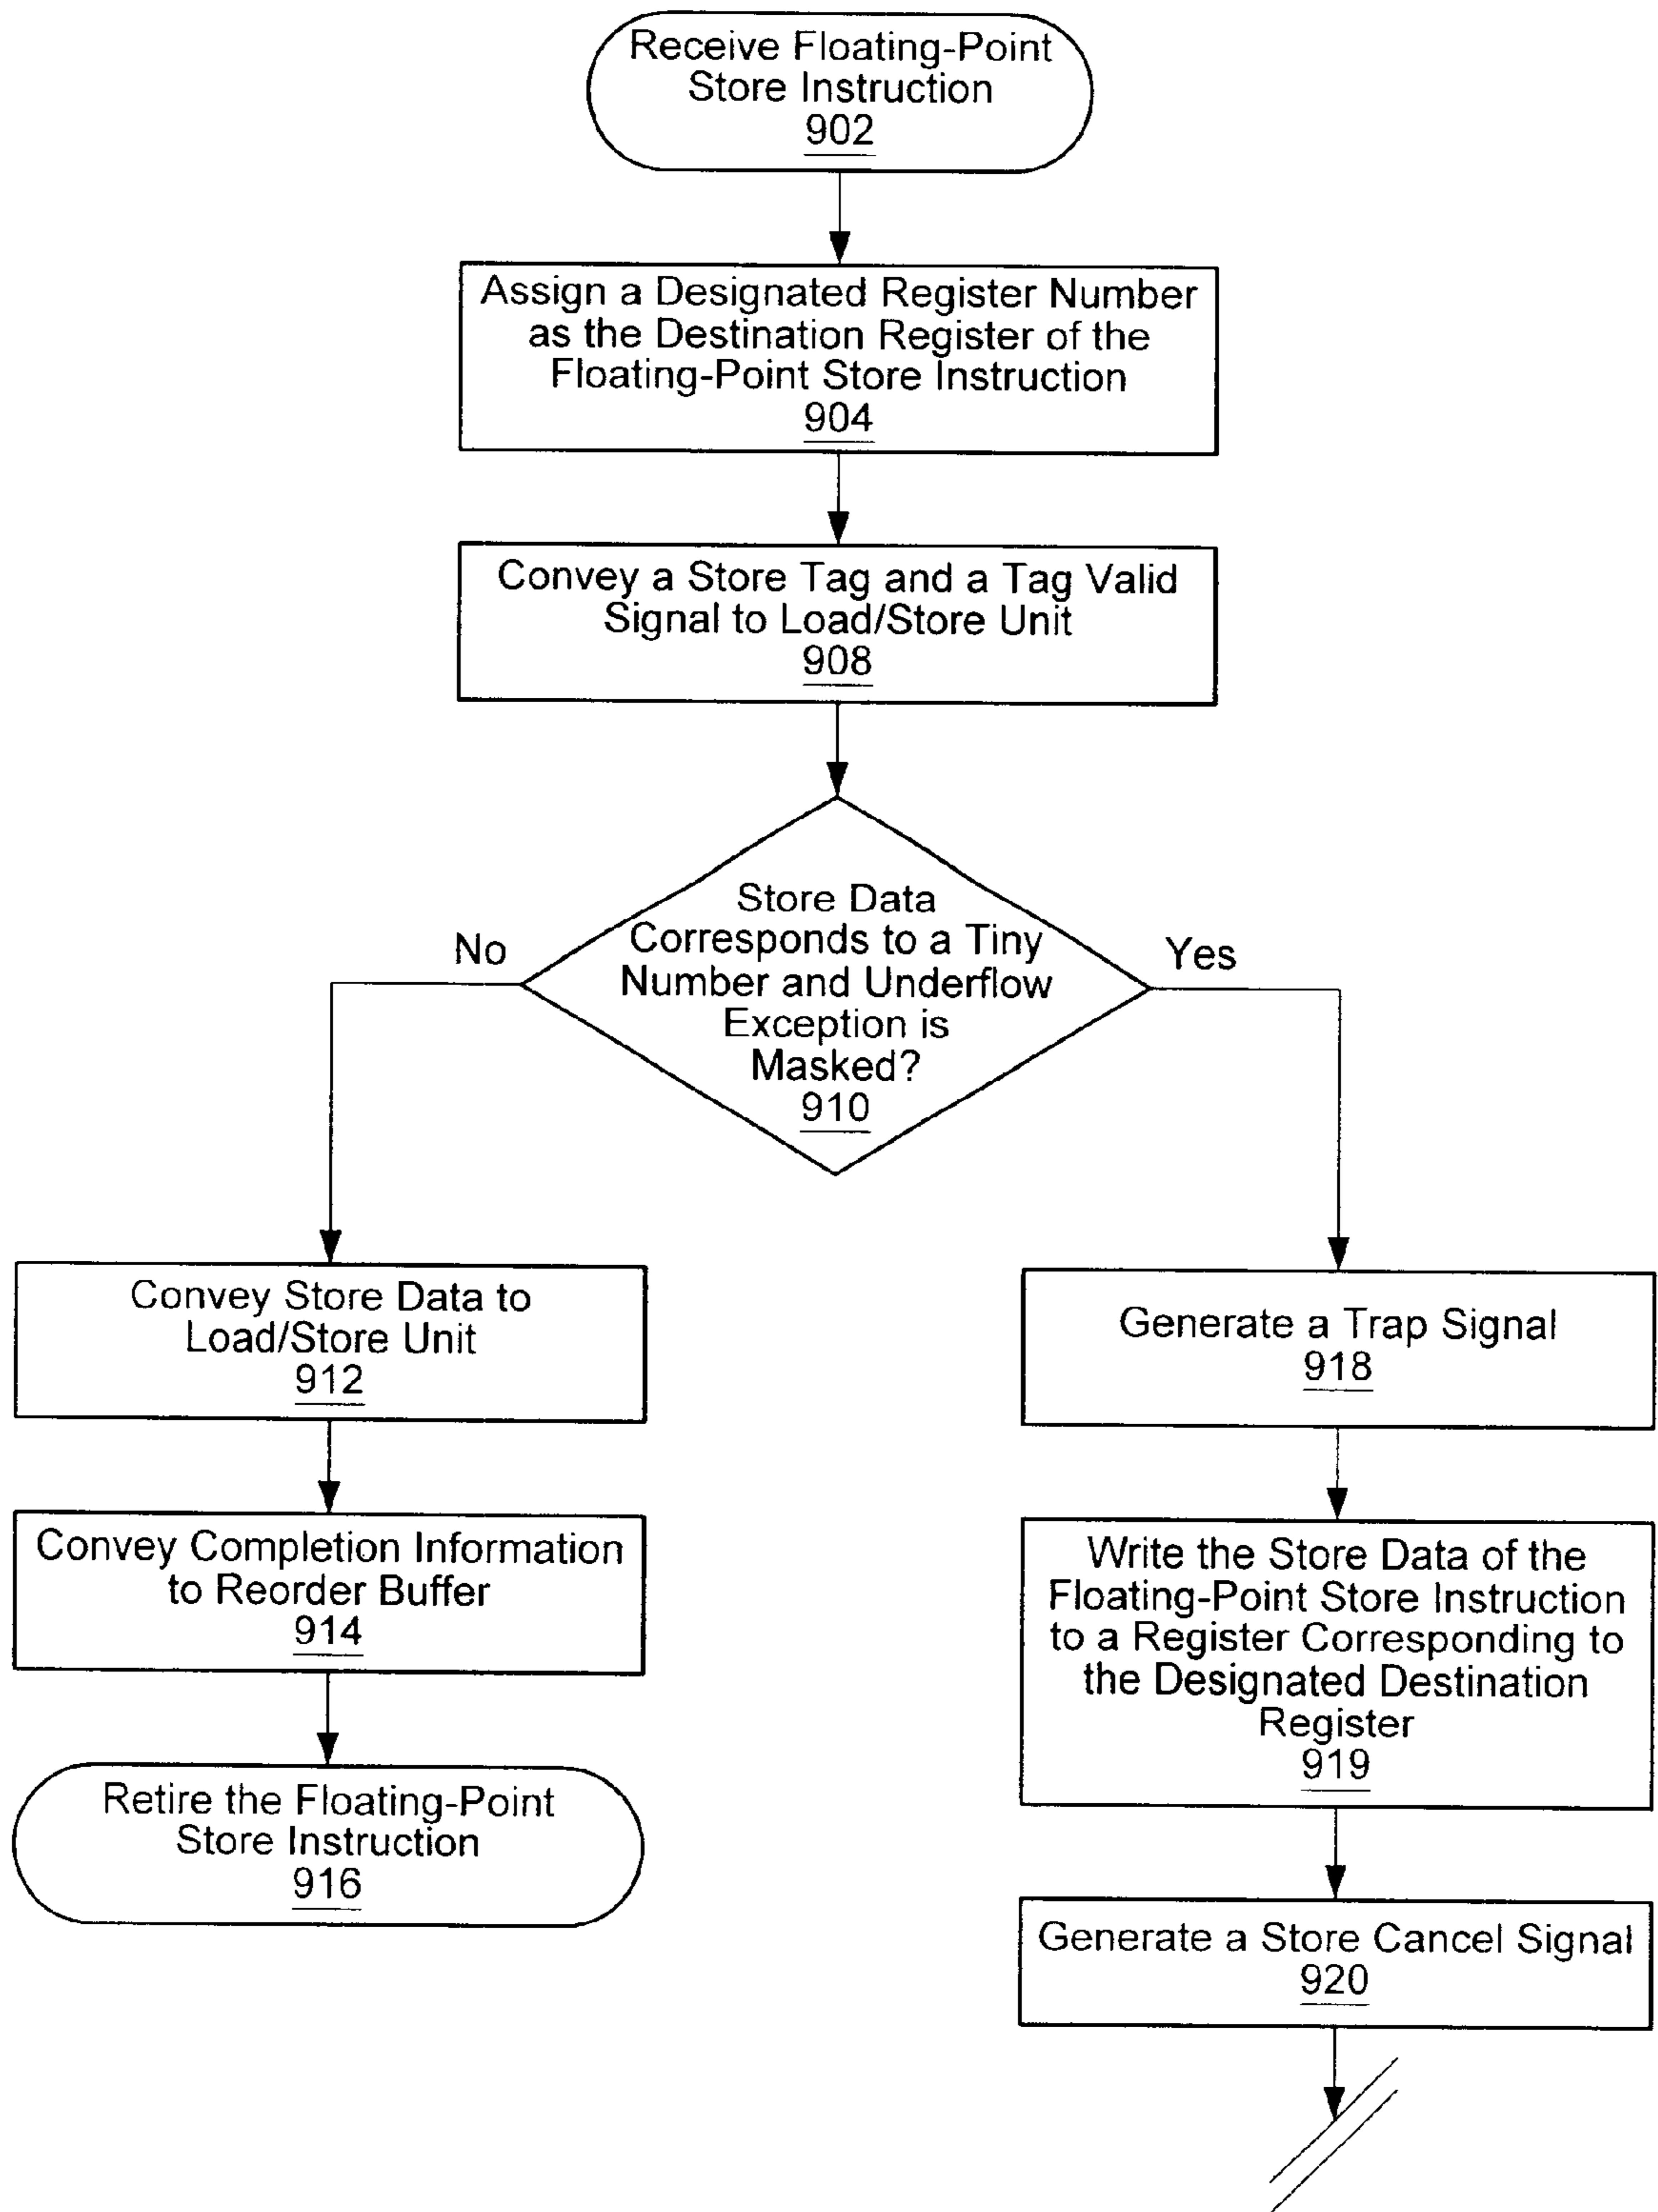 Receive Floating-Point
Store Instruction
902
Assign a Designated Register Number
as the Destination Register of the
Floating-Point Store Instruction
904
Convey a Store Tag and a Tag Valid
Signal to Load/Store Unit
908
Store Data
Corresponds to a Tiny
Number and Underflow
Exception is
Masked?
910
No
Yes
Convey Store Data to
Load/Store Unit
912
Convey Completion Information
to Reorder Buffer
914
Retire the Floating-Point
Store Instruction
916
Generate a Trap Signal
918
Write the Store Data of the
Floating-Point Store Instruction
to a Register Corresponding to
the Designated Destination
Register
919
Generate a Store Cancel Signal
920